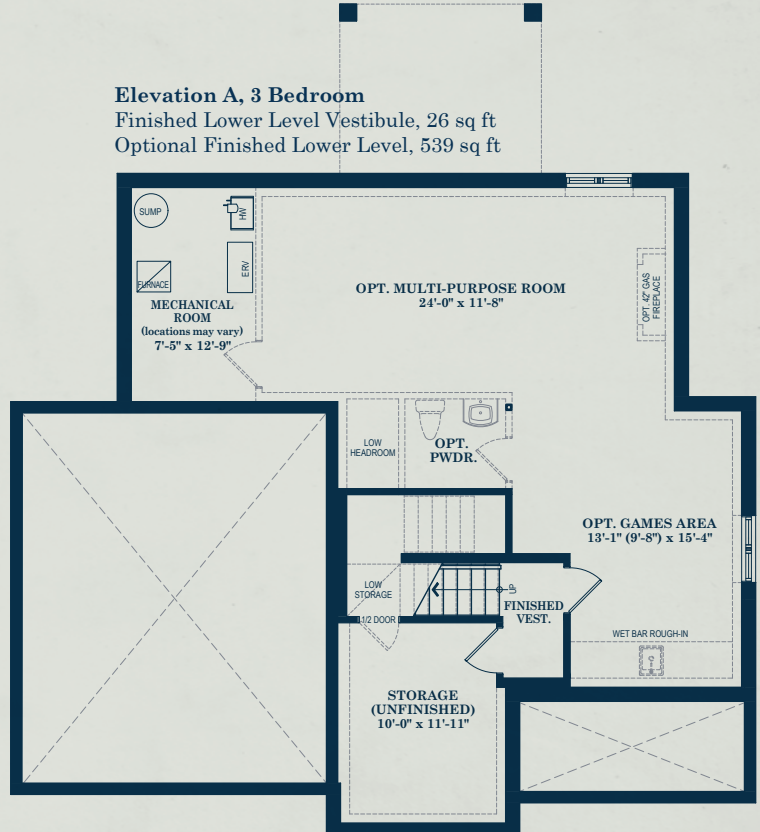 Elevation A, 3 Bedroom
Finished Lower Level Vestibule, 26 sq ft
Optional Finished Lower Level, 539 sq ft
SUMP
HW
FURNACE
ERV
MECHANICAL
ROOM
(locations may vary)
7'-5" x 12'-9"
OPT. MULTI-PURPOSE ROOM
24'-0" x 11'-8"
OPT. 42" GAS
FIREPLACE
LOW
HEADROOM
OPT.
PWDR.
OPT. GAMES AREA
13'-1" (9'-8") x 15'-4"
LOW
STORAGE
1/2 DOOR
UP
FINISHED
VEST.
WET BAR ROUGH-IN
STORAGE
(UNFINISHED)
10'-0" x 11'-11"